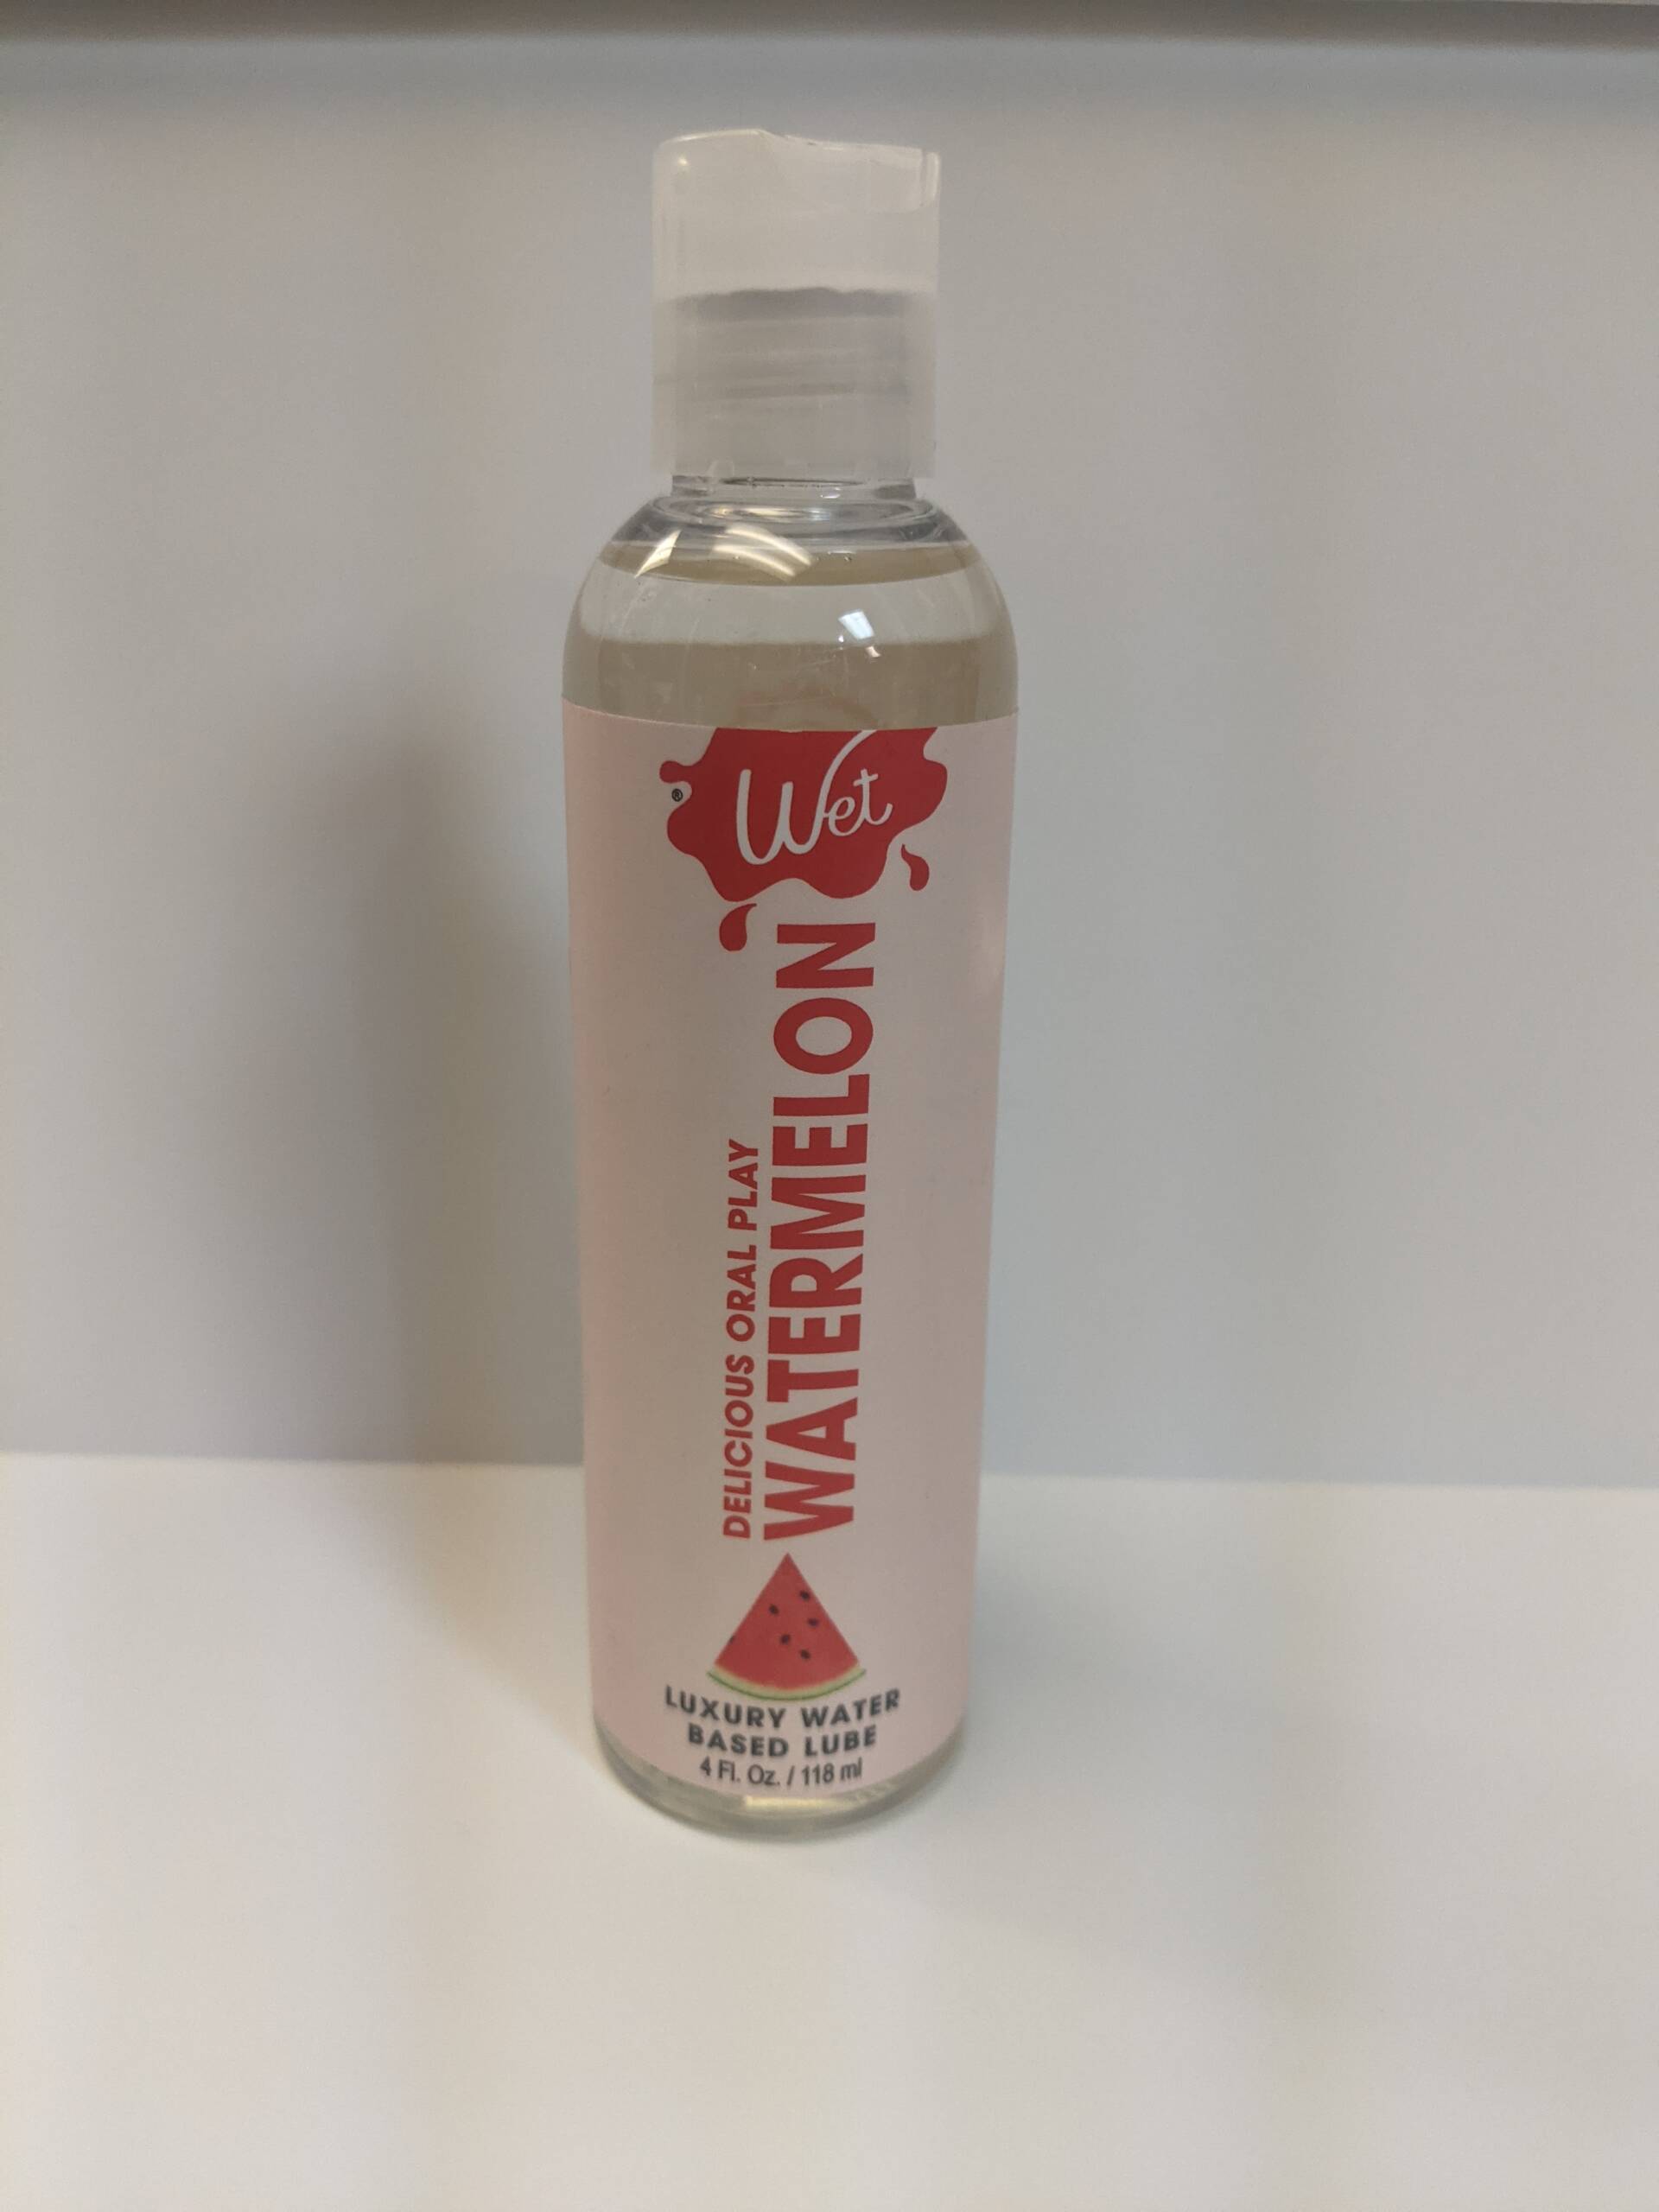 Wet
®
DELICIOUS ORAL PLAY
WATERMELON
LUXURY WATER
BASED LUBE
4 Fl. Oz. / 118 ml